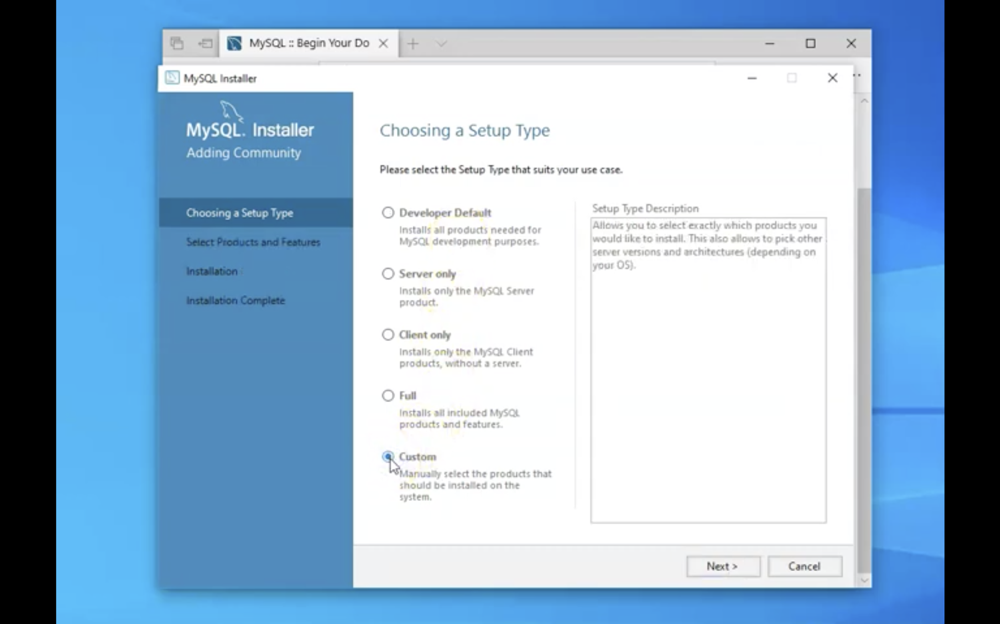 MySQL :: Begin Your Do
MySQL Installer
MySQL. Installer
Adding Community
Choosing a Setup Type
Select Products and Features
Installation
Installation Complete
Choosing a Setup Type
Please select the Setup Type that suits your use case.
Developer Default
Installs all products needed for
MySQL development purposes.
Server only
Installs only the MySQL Server
product.
Client only
Installs only the MySQL Client
products, without a server.
Full
Installs all included MySQL
products and features.
Custom
Manually select the products that
should be installed on the
system.
Setup Type Description
Allows you to select exactly which products you
would like to install. This also allows to pick other
server versions and architectures (depending on
your OS).
Next >
Cancel